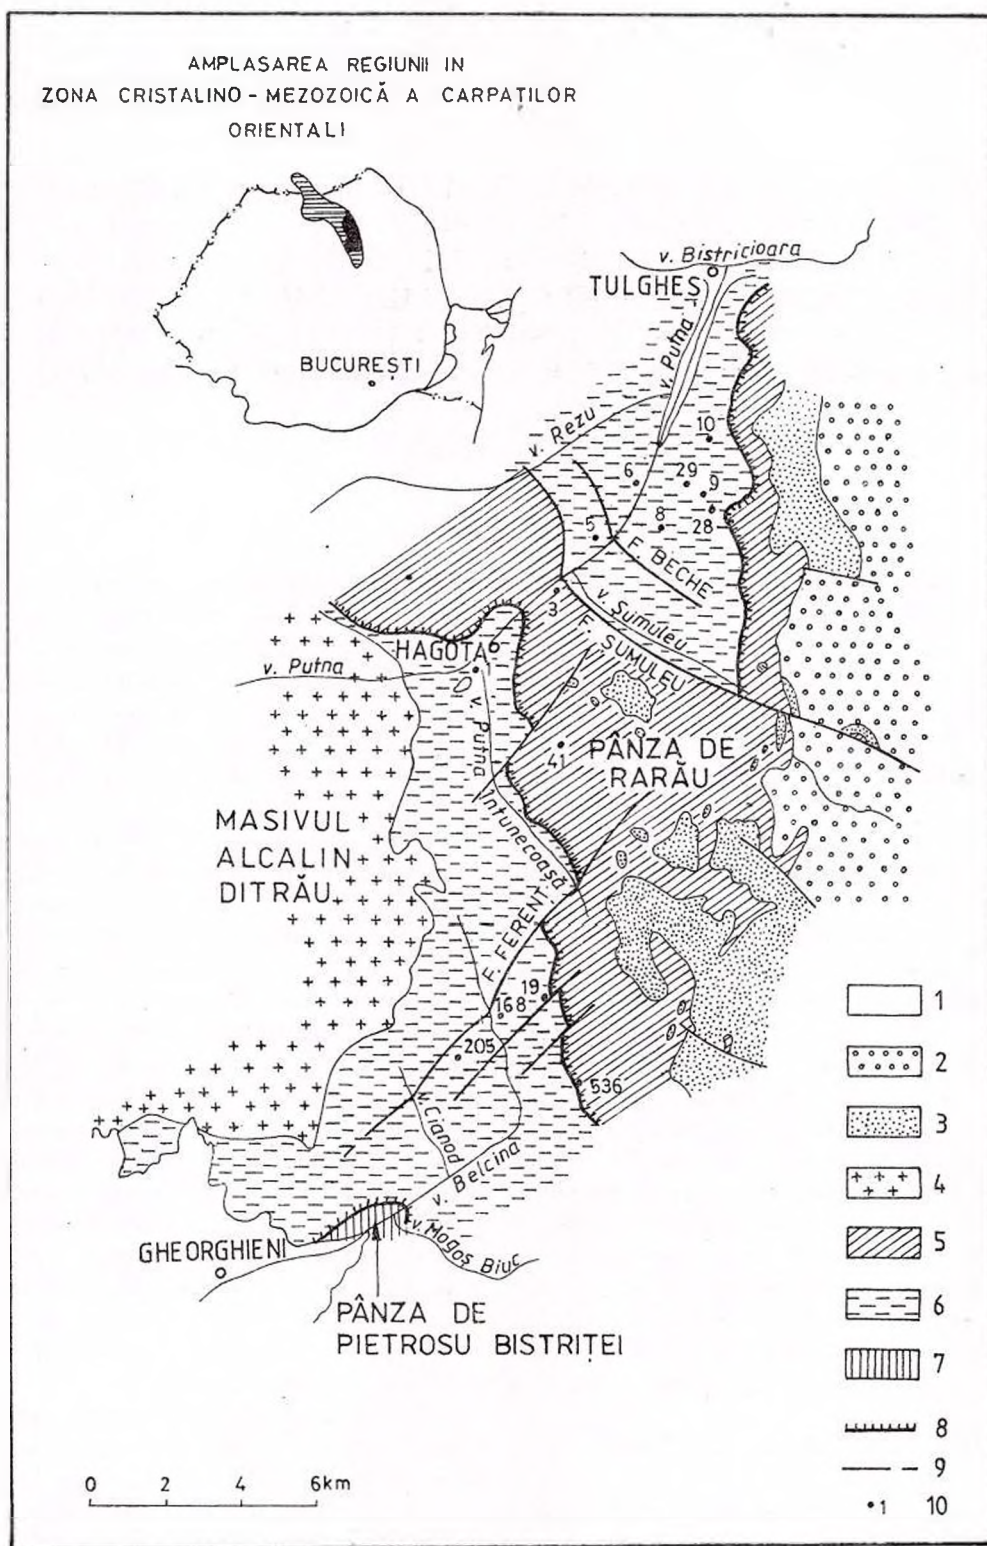 AMPLASAREA REGIUNII IN
ZONA CRISTALINO - MEZOZOICĂ A CARPAȚILOR
ORIENTALI
BUCUREȘTI
v. Bistricioara
TULGHEȘ
v. Putna
v. Rezu
10
6
29
9
5
8
28
F. BECHE
3
v. Sumuleu
F. SUMULEU
HAGOTA
v. Putna
v. Putna
Intunecoasă
41
PÂNZA DE
RARĂU
MASIVUL
ALCALIN
DITRĂU
F. FERENT
19
168
205
536
v. Cianod
v. Belcina
v. Mogoș Biuc
GHEORGHIENI
PÂNZA DE
PIETROSU BISTRIȚEI
1
2
3
4
5
6
7
8
9
1 10
0 2 4 6km